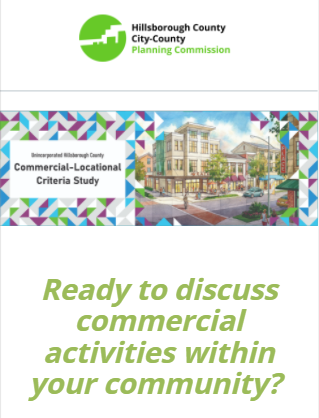 Hillsborough County
City-County
Planning Commission
Unincorporated Hillsborough County
Commercial-Locational
Criteria Study
Ready to discuss
commercial
activities within
your community?